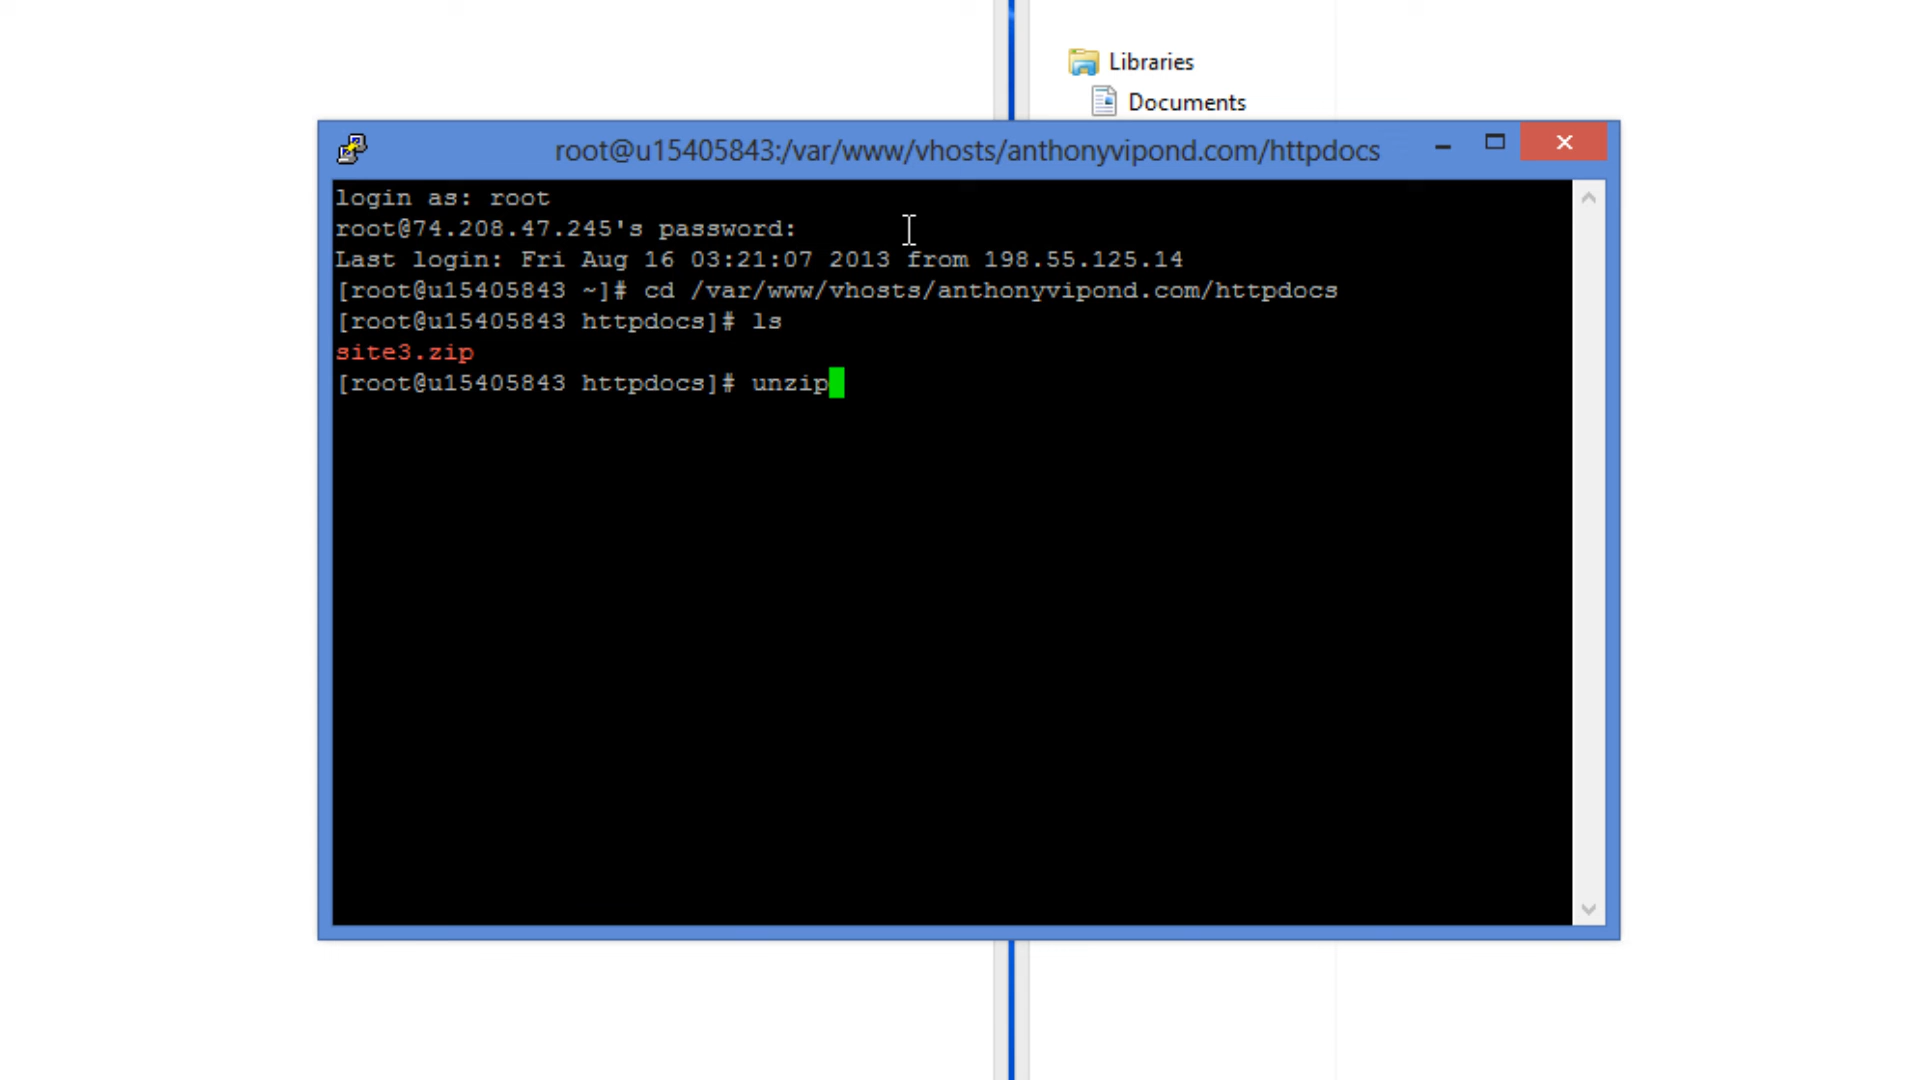 Libraries
Documents
root@u15405843:/var/www/vhosts/anthonyvipond.com/httpdocs
login as: root
root@74.208.47.245's password:
Last login: Fri Aug 16 03:21:07 2013 from 198.55.125.14
[root@u15405843 ~]# cd /var/www/vhosts/anthonyvipond.com/httpdocs
[root@u15405843 httpdocs]# ls
site3.zip
[root@u15405843 httpdocs]# unzip